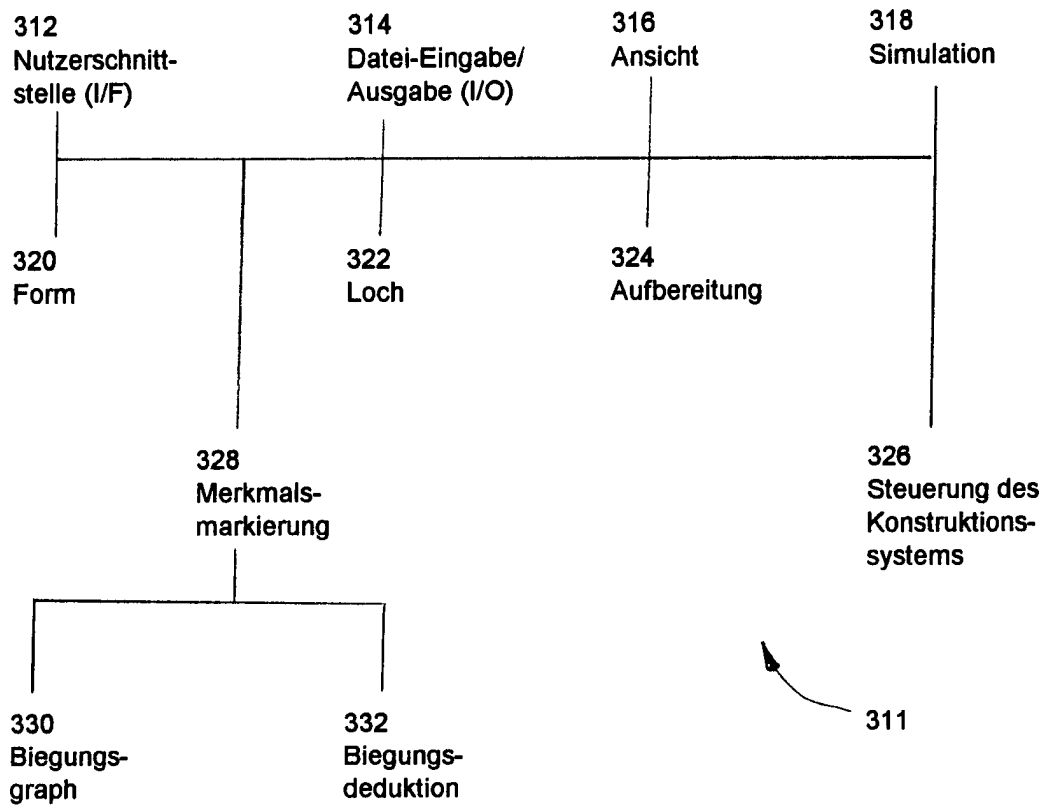 312
Nutzerschnitt-
stelle (I/F)
314
Datei-Eingabe/
Ausgabe (I/O)
316
Ansicht
318
Simulation
320
Form
322
Loch
324
Aufbereitung
328
Merkmals-
markierung
326
Steuerung des
Konstruktions-
systems
330
Biegungs-
graph
332
Biegungs-
deduktion
311